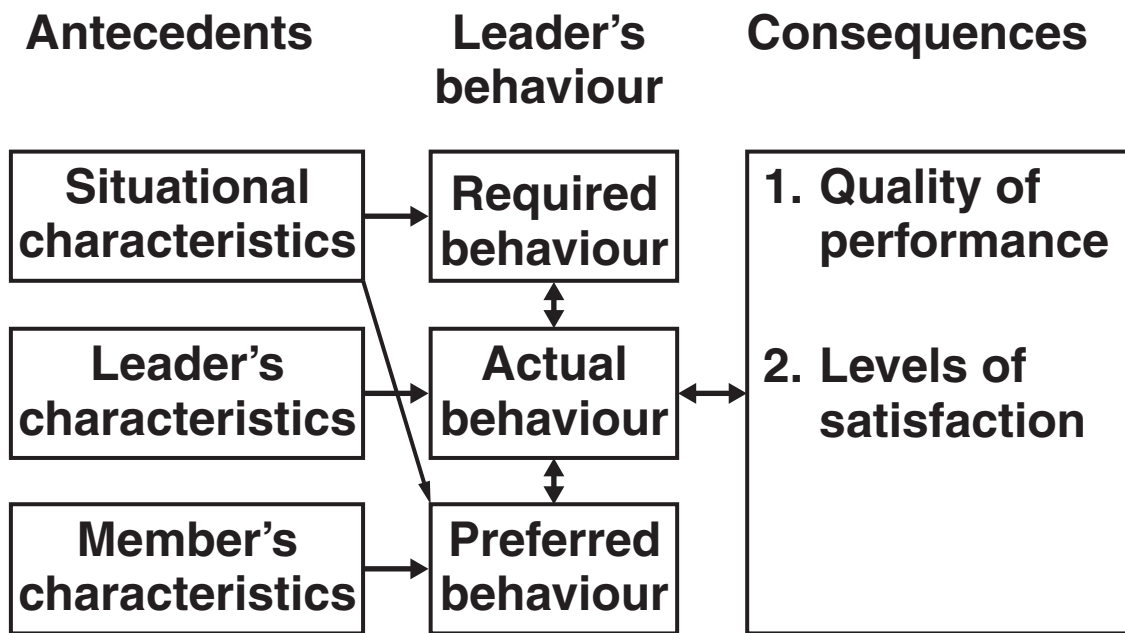 Antecedents
Leader’s
behaviour
Consequences
Situational
characteristics
Required
behaviour
1. Quality of
performance
Leader’s
characteristics
Actual
behaviour
2. Levels of
satisfaction
Member’s
characteristics
Preferred
behaviour